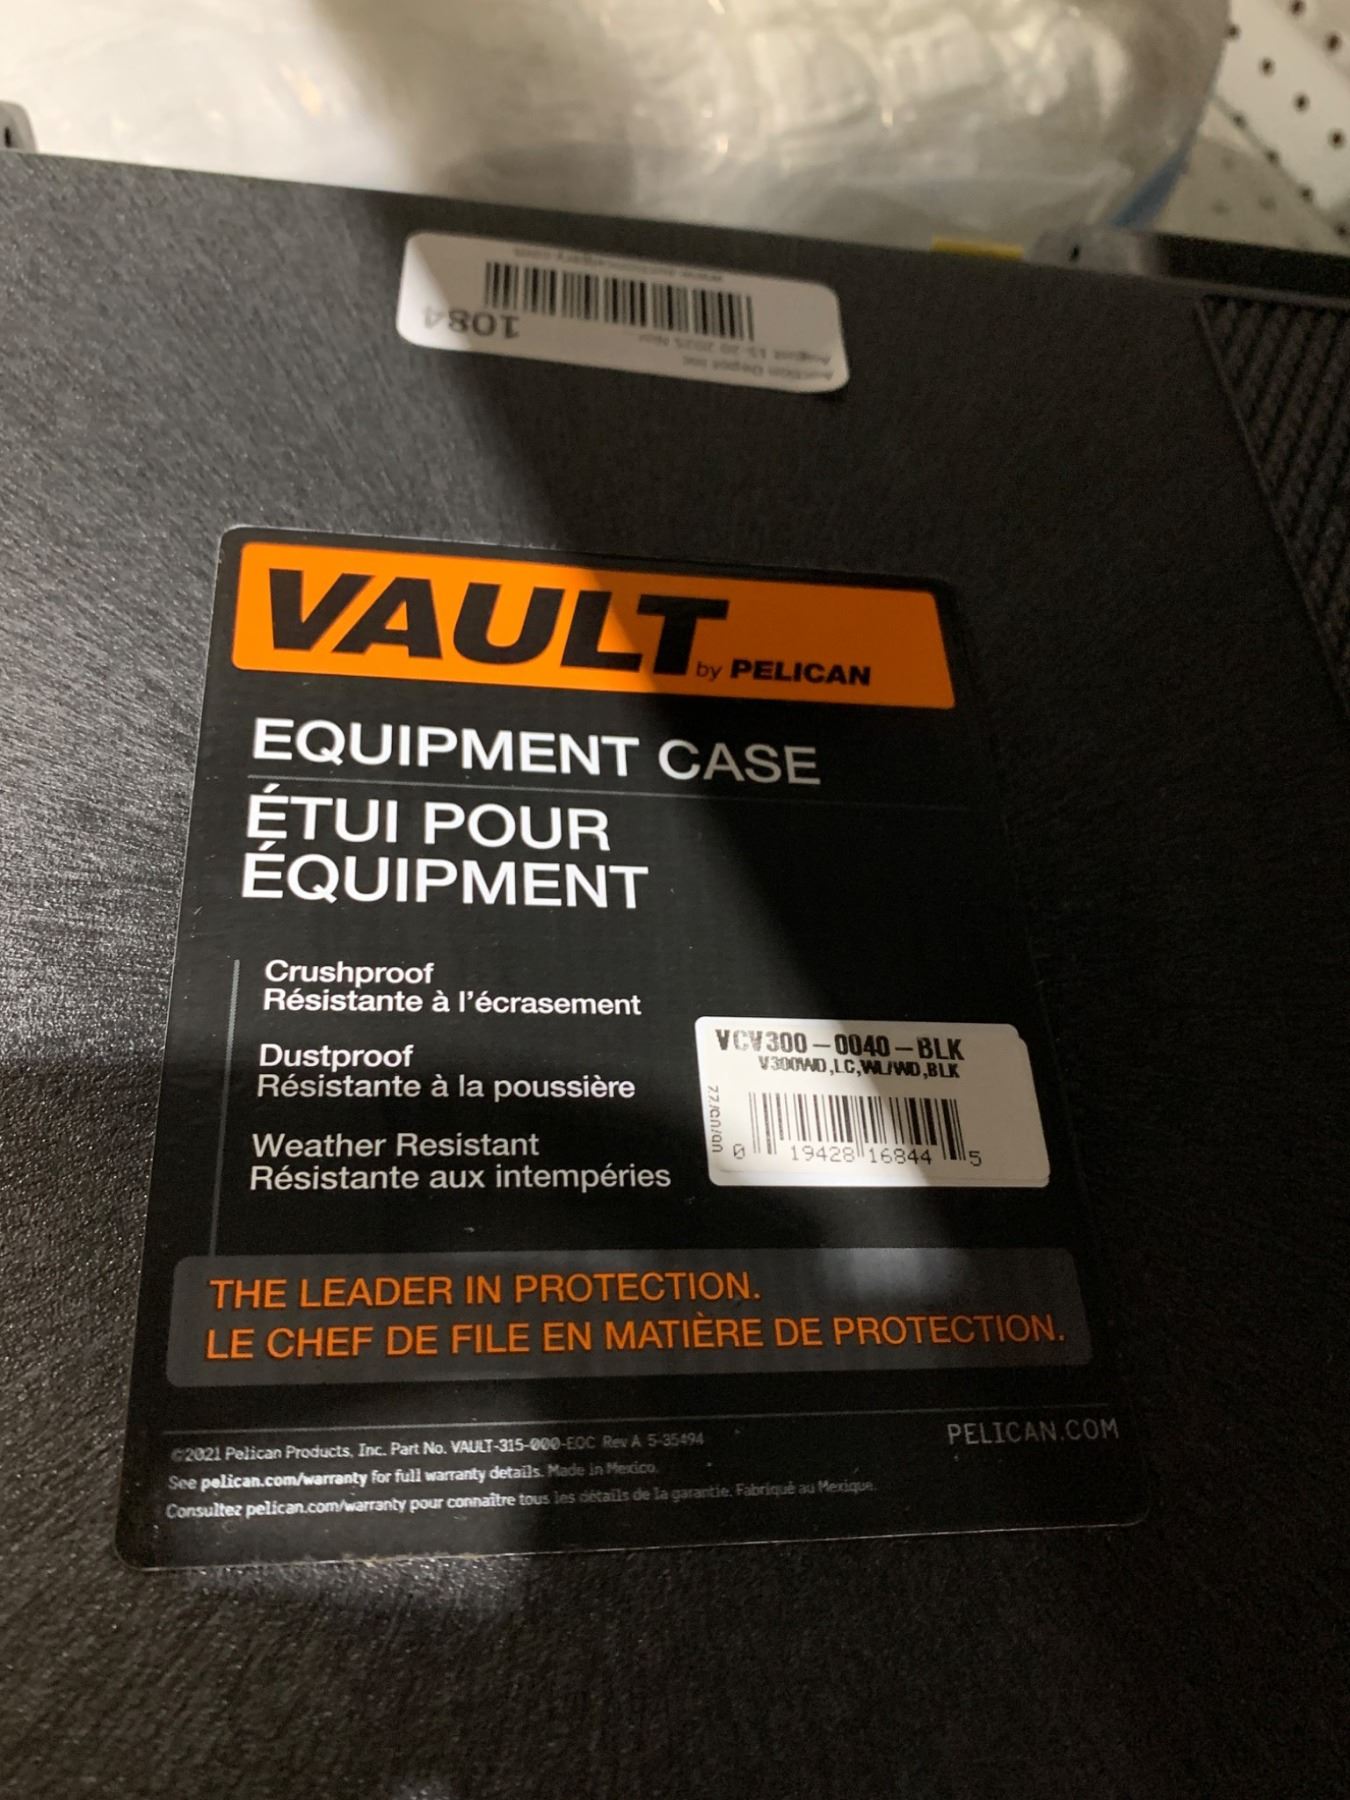 1084
VAULT by PELICAN
EQUIPMENT CASE
ÉTUI POUR
ÉQUIPMENT
Crushproof
Résistante à l'écrasement
Dustproof
Résistante à la poussière
Weather Resistant
Résistante aux intempéries
VCV300-0040-BLK
V300WD,LC,WL/WD,BLK
0 19428 16844 5
THE LEADER IN PROTECTION.
LE CHEF DE FILE EN MATIÈRE DE PROTECTION.
©2021 Pelican Products, Inc. Part No. VAULT-315-000-EQC Rev A 5-35494
See pelican.com/warranty for full warranty details. Made in Mexico.
Consultez pelican.com/warranty pour connaître tous les détails de la garantie. Fabriqué au Mexique.
PELICAN.COM